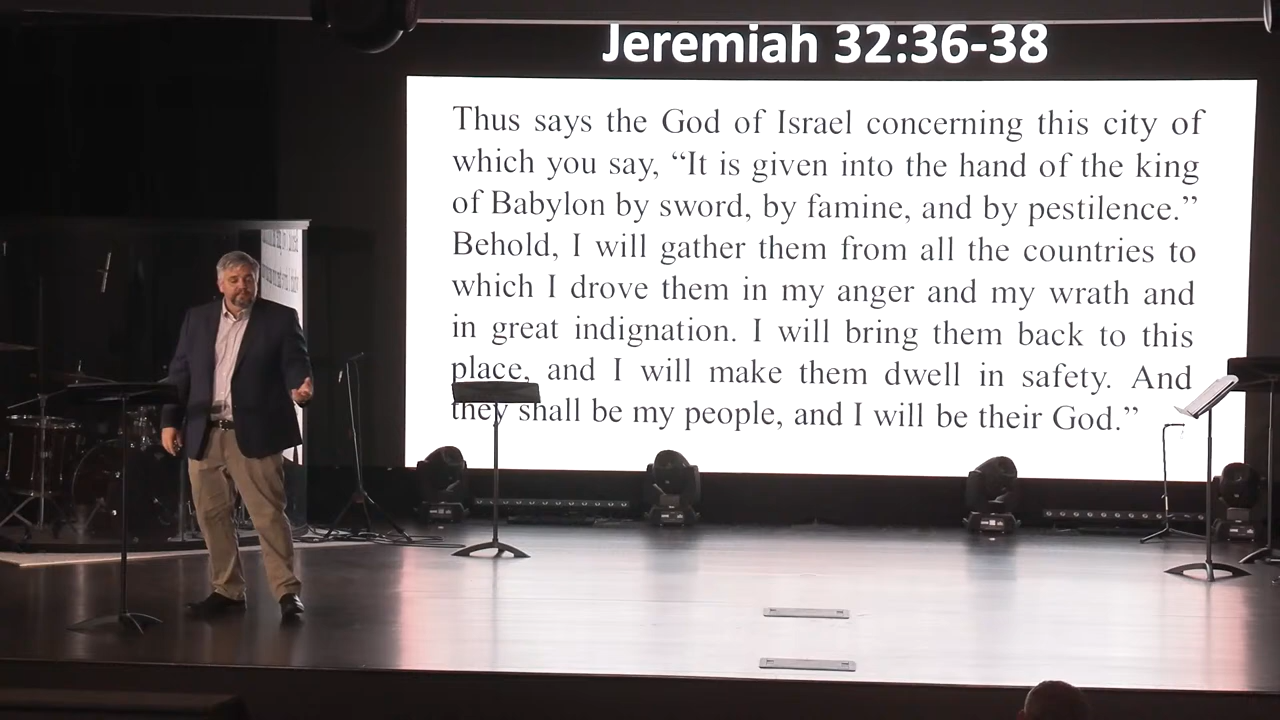 Jeremiah 32:36-38
Thus says the God of Israel concerning this city of
which you say, “It is given into the hand of the king
of Babylon by sword, by famine, and by pestilence.”
Behold, I will gather them from all the countries to
which I drove them in my anger and my wrath and
in great indignation. I will bring them back to this
place, and I will make them dwell in safety. And
they shall be my people, and I will be their God.”